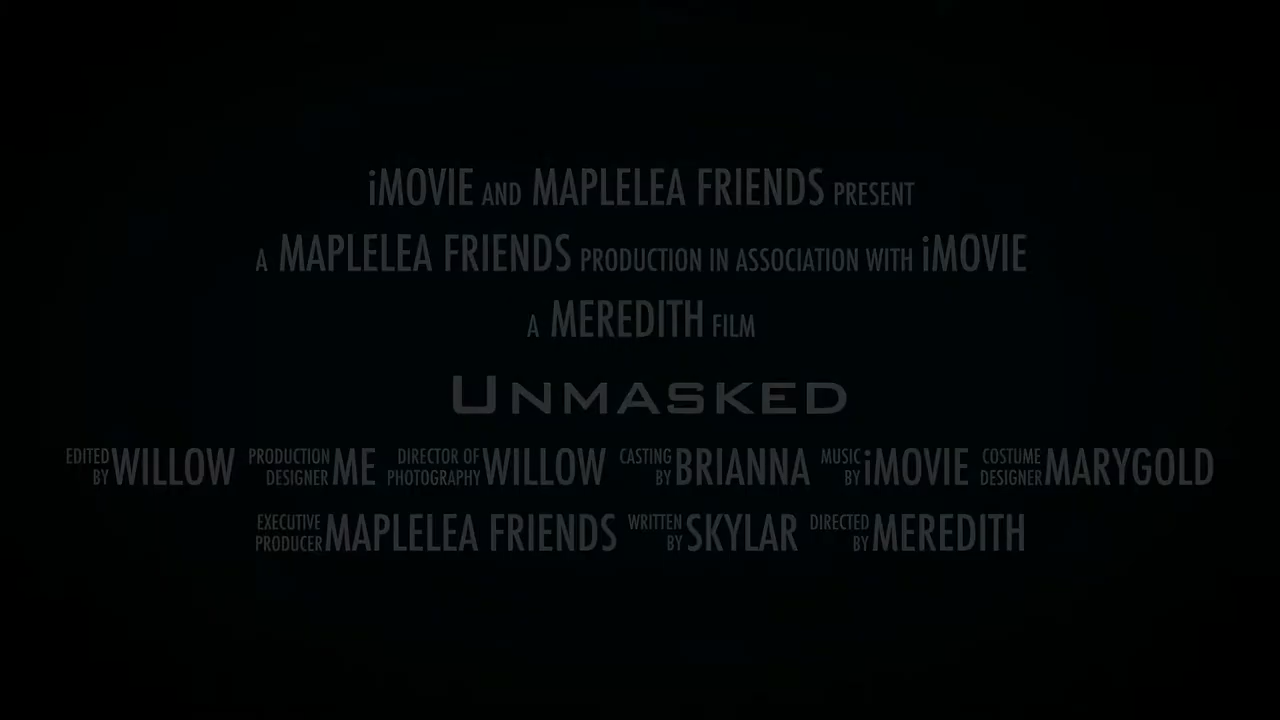 iMOVIE AND MAPLELEA FRIENDS PRESENT
A MAPLELEA FRIENDS PRODUCTION IN ASSOCIATION WITH iMOVIE
A MEREDITH FILM
UNMASKED
EDITED BY WILLOW PRODUCTION DESIGNER ME DIRECTOR OF PHOTOGRAPHY WILLOW CASTING BY BRIANNA MUSIC BY iMOVIE COSTUME DESIGNER MARYGOLD
EXECUTIVE PRODUCER MAPLELEA FRIENDS WRITTEN BY SKYLAR DIRECTED BY MEREDITH